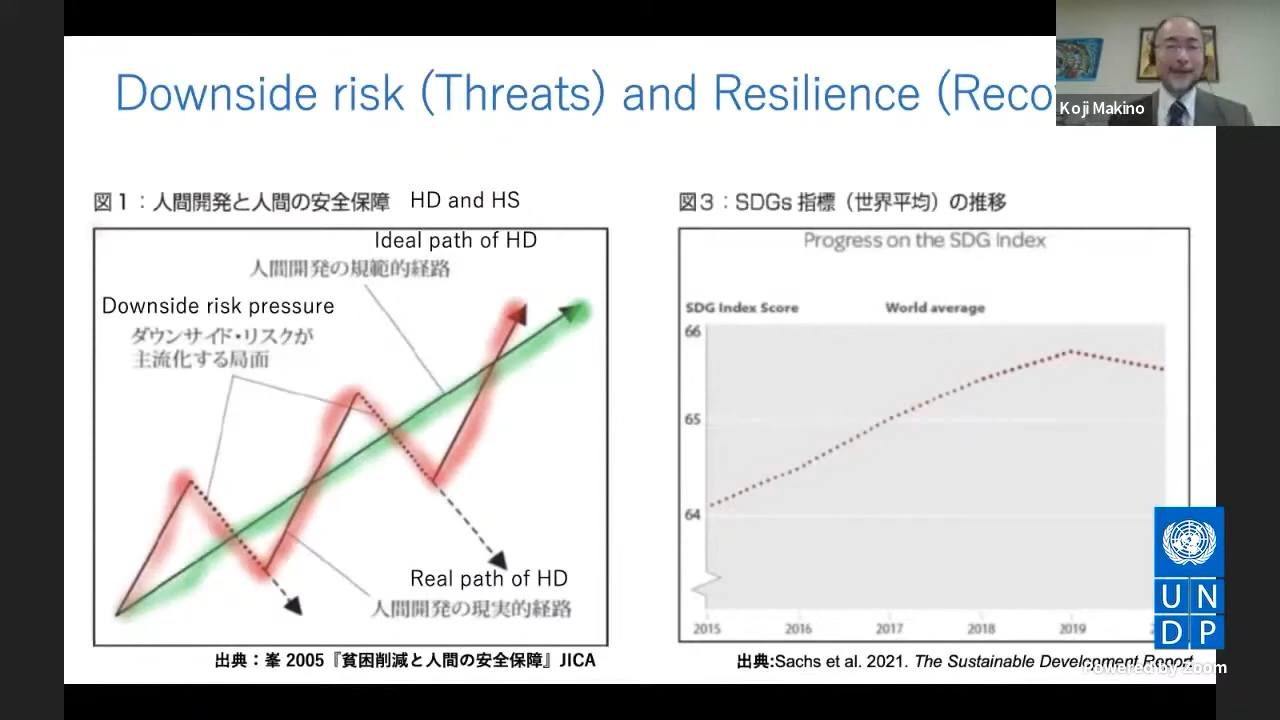 Downside risk (Threats) and Resilience (Reco
Koji Makino
図1：人間開発と人間の安全保障 HD and HS
Ideal path of HD
人間開発の規範的経路
Downside risk pressure
ダウンサイド・リスクが
主流化する局面
Real path of HD
人間開発の現実的経路
出典：峯 2005『貧困削減と人間の安全保障』JICA
図3：SDGs 指標（世界平均）の推移
Progress on the SDG Index
SDG Index Score World average
66
65
64
2015 2016 2017 2018 2019
出典:Sachs et al. 2021. The Sustainable Development Report
UN
DP
Powered by Zoom